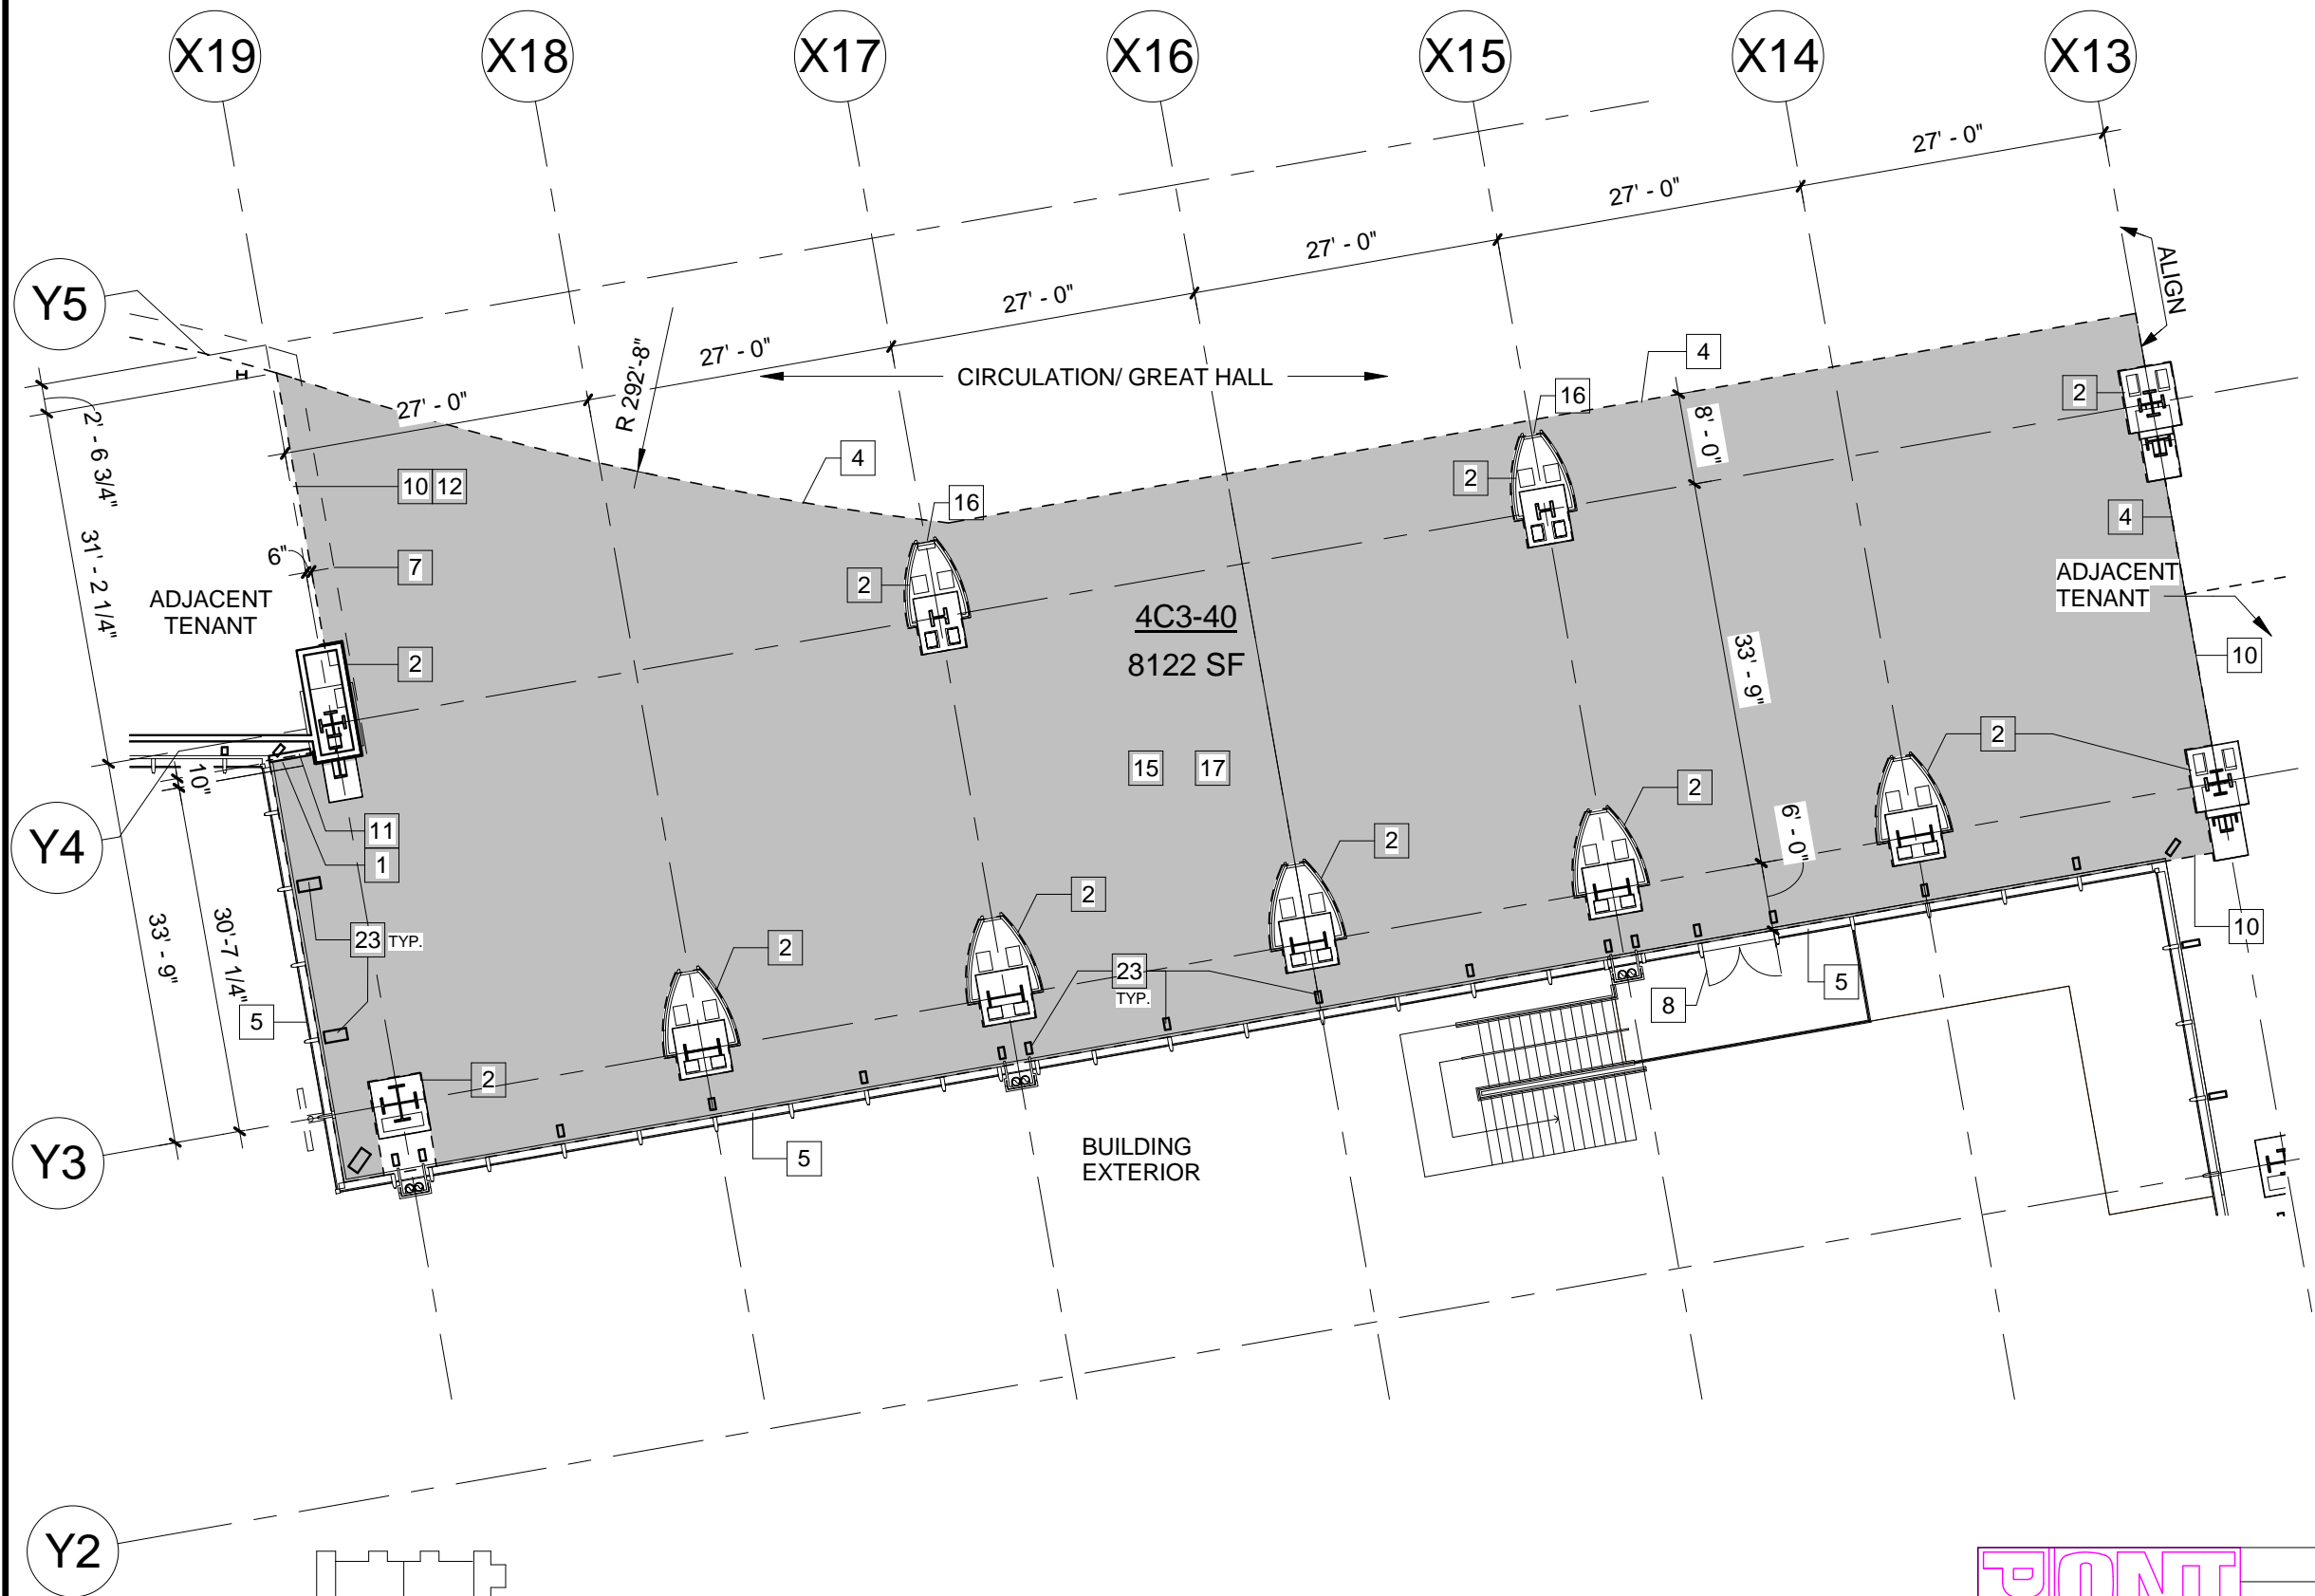 X19
X18
X17
X16
X15
X14
X13
27' - 0"
27' - 0"
27' - 0"
27' - 0"
27' - 0"
27' - 0"
ALIGN
Y5
R 292'-8"
CIRCULATION/ GREAT HALL
4
16
2
2
2' - 6 3/4"
8' - 0"
10 12
4
16
4
31' - 2 1/4"
6"
7
2
ADJACENT
TENANT
ADJACENT
TENANT
4C3-40
8122 SF
2
33' - 9"
10
2
15
17
10"
2
Y4
11
1
2
6' - 0"
2
33' - 9"
30'-7 1/4"
23 TYP.
2
23
TYP.
10
5
5
8
2
BUILDING
EXTERIOR
5
Y3
Y2